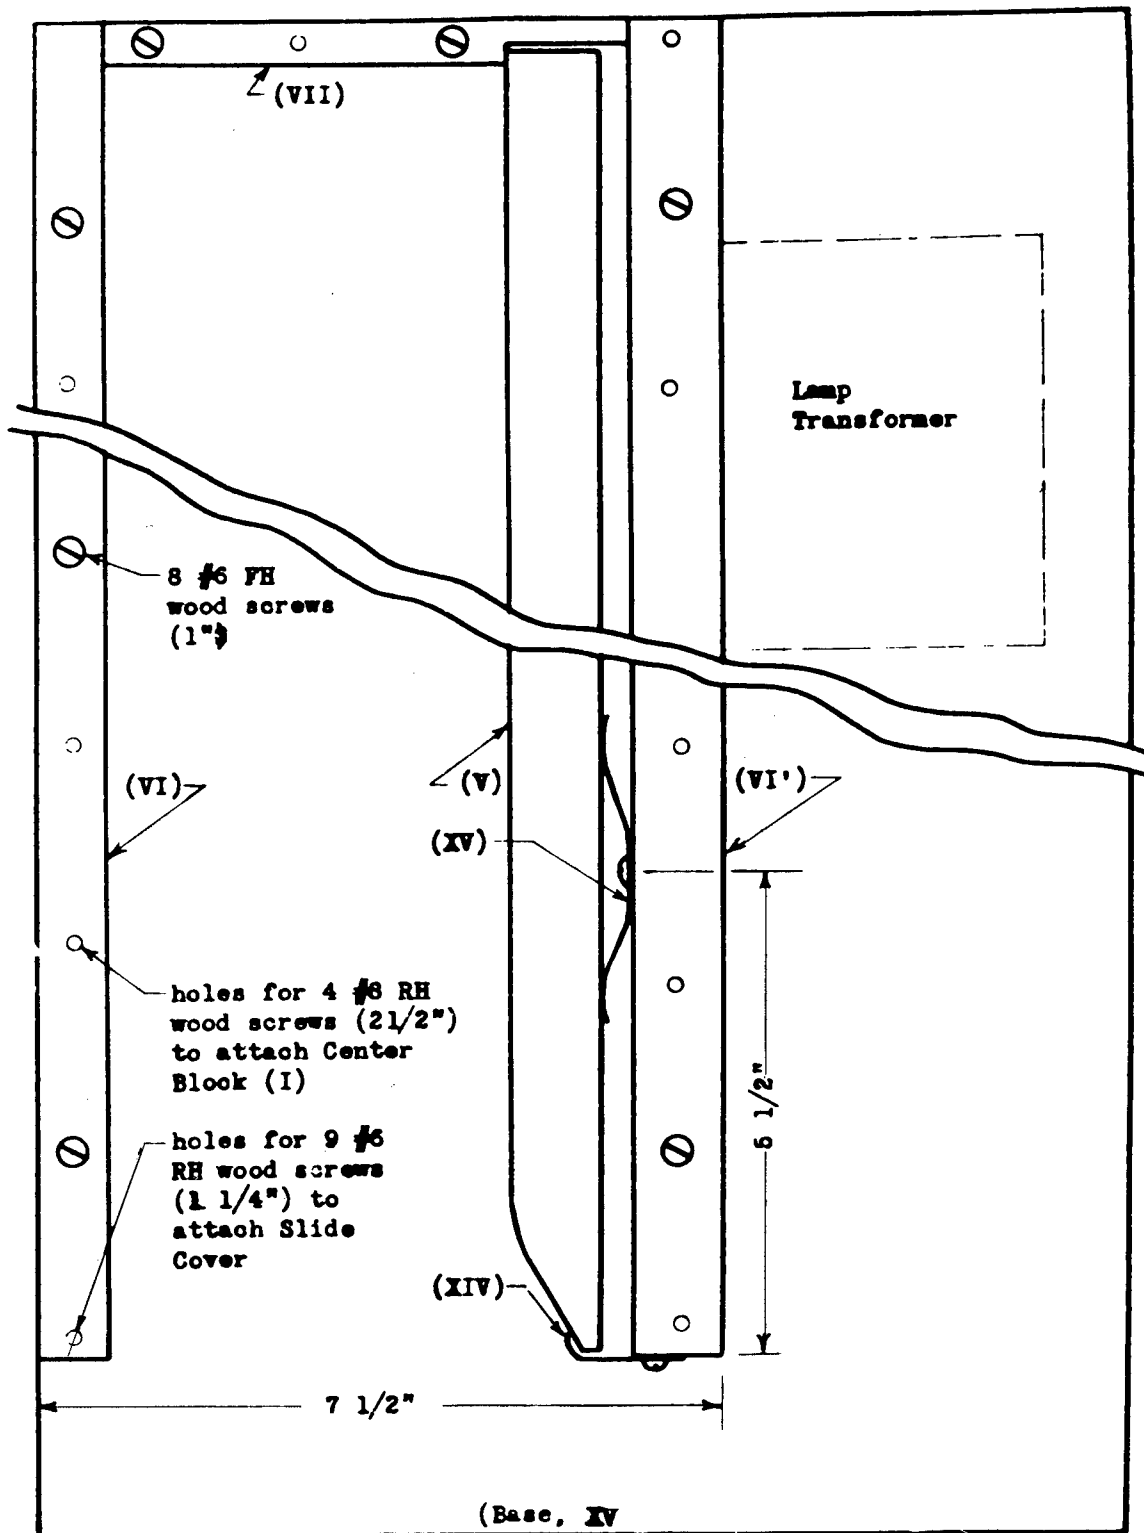 (VII)
Lamp
Transformer
8 #6 FH
wood screws
(1")
(VI)
(V)
(VI')
(XV)
holes for 4 #8 RH
wood screws (2 1/2")
to attach Center
Block (I)
5 1/2"
holes for 9 #6
RH wood screws
(1 1/4") to
attach Slide
Cover
(XIV)
7 1/2"
(Base, XV